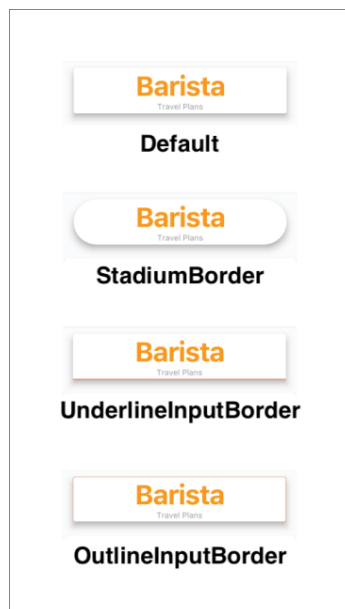 Barista
Travel Plans
Default
Barista
Travel Plans
StadiumBorder
Barista
Travel Plans
UnderlineInputBorder
Barista
Travel Plans
OutlineInputBorder